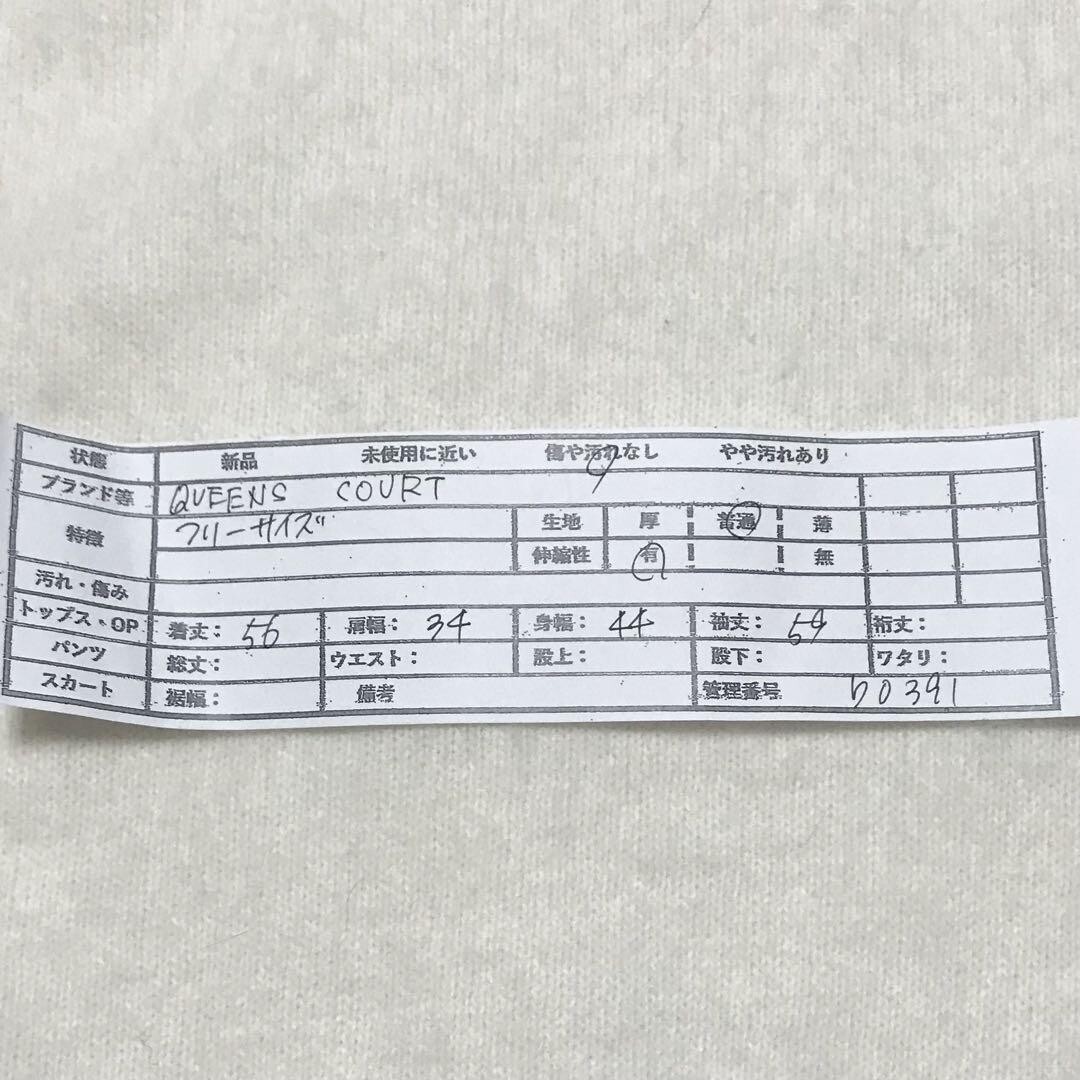 状態 新品 未使用に近い 傷や汚れなし やや汚れあり
ブランド等 QUEENS COURT
特徴 フリーサイズ 生地 厚 普通 薄
伸縮性 有 無
汚れ・傷み
トップス・OP 着丈: 56 肩幅: 34 身幅: 44 袖丈: 59 裄丈:
パンツ 総丈: ウエスト: 股上: 股下: ワタリ:
スカート 裾幅: 備考 管理番号 50391